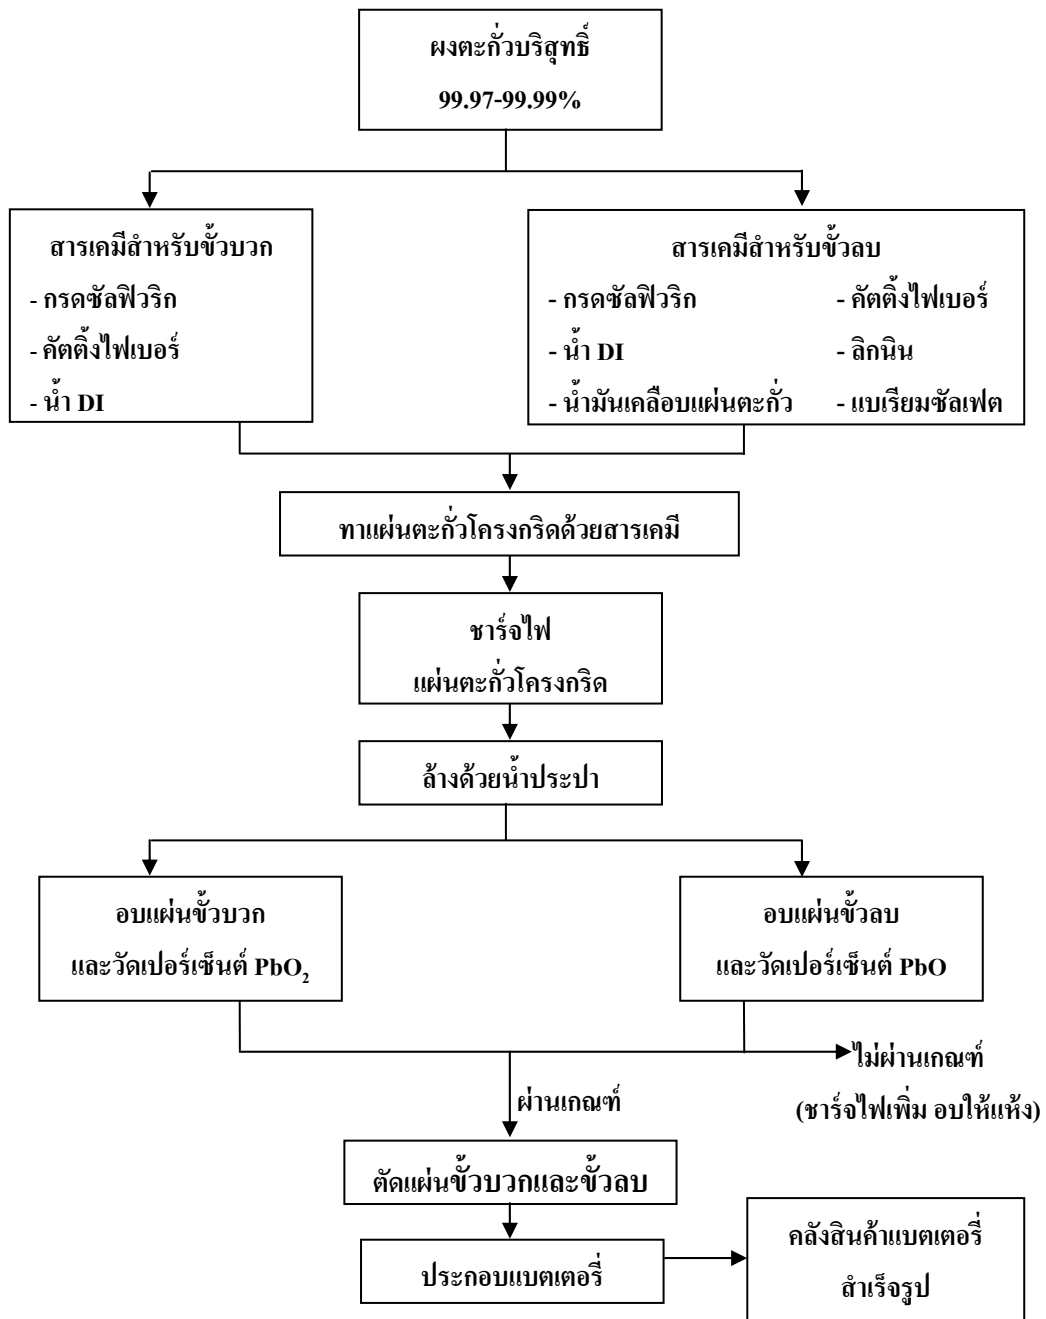 ผงตะกั่วบริสุทธิ์
99.97-99.99%
สารเคมีสำหรับขั้วบวก
- กรดซัลฟิวริก
- คัตติ้งไฟเบอร์
- น้ำ DI
สารเคมีสำหรับขั้วลบ
- กรดซัลฟิวริก - คัตติ้งไฟเบอร์
- น้ำ DI - ลิกนิน
- น้ำมันเคลือบแผ่นตะกั่ว - แบเรียมซัลเฟต
ทาแผ่นตะกั่วโครงกริดด้วยสารเคมี
ชาร์จไฟ
แผ่นตะกั่วโครงกริด
ล้างด้วยน้ำประปา
อบแผ่นขั้วบวก
และวัดเปอร์เซ็นต์ PbO₂
อบแผ่นขั้วลบ
และวัดเปอร์เซ็นต์ PbO
ไม่ผ่านเกณฑ์
(ชาร์จไฟเพิ่ม อบให้แห้ง)
ผ่านเกณฑ์
ตัดแผ่นขั้วบวกและขั้วลบ
ประกอบแบตเตอรี่
คลังสินค้าแบตเตอรี่
สำเร็จรูป